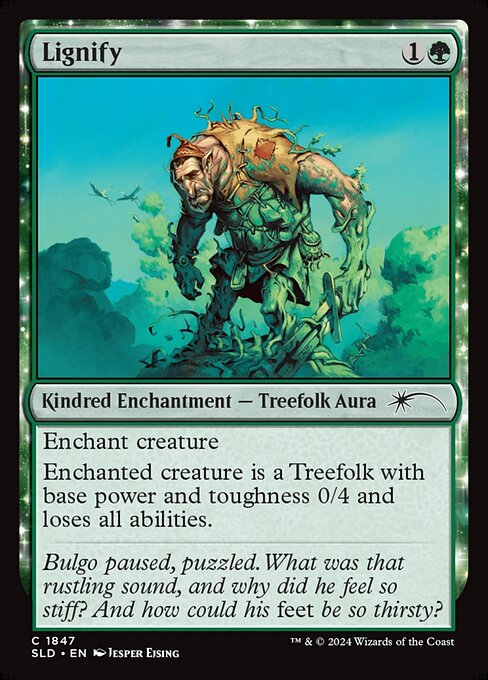 Lignify 1
Kindred Enchantment — Treefolk Aura
Enchant creature
Enchanted creature is a Treefolk with
base power and toughness 0/4 and
loses all abilities.
Bulgo paused, puzzled. What was that
rustling sound, and why did he feel so
stiff? And how could his feet be so thirsty?
C 1847
SLD • EN Jesper Ejsing
™ & © 2024 Wizards of the Coast